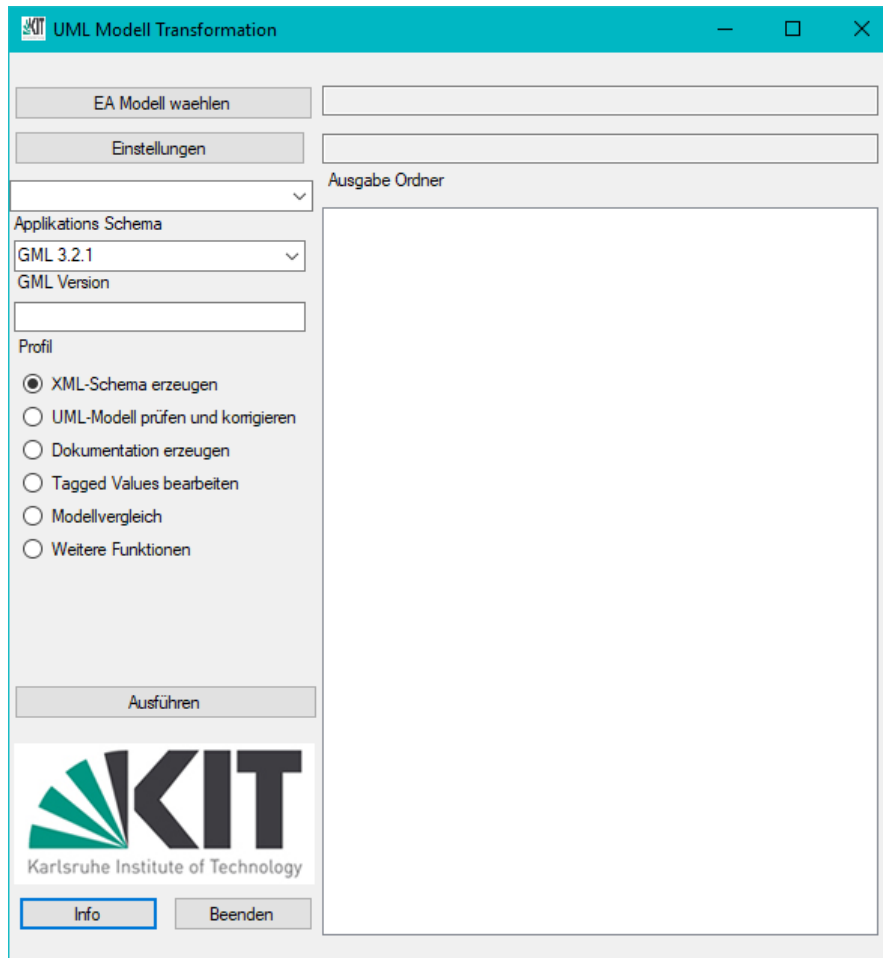 KIT UML Modell Transformation
EA Modell waehlen
Einstellungen
Ausgabe Ordner
Applikations Schema
GML 3.2.1
GML Version
Profil
XML-Schema erzeugen
UML-Modell prüfen und korrigieren
Dokumentation erzeugen
Tagged Values bearbeiten
Modellvergleich
Weitere Funktionen
Ausführen
KIT
Karlsruhe Institute of Technology
Info
Beenden